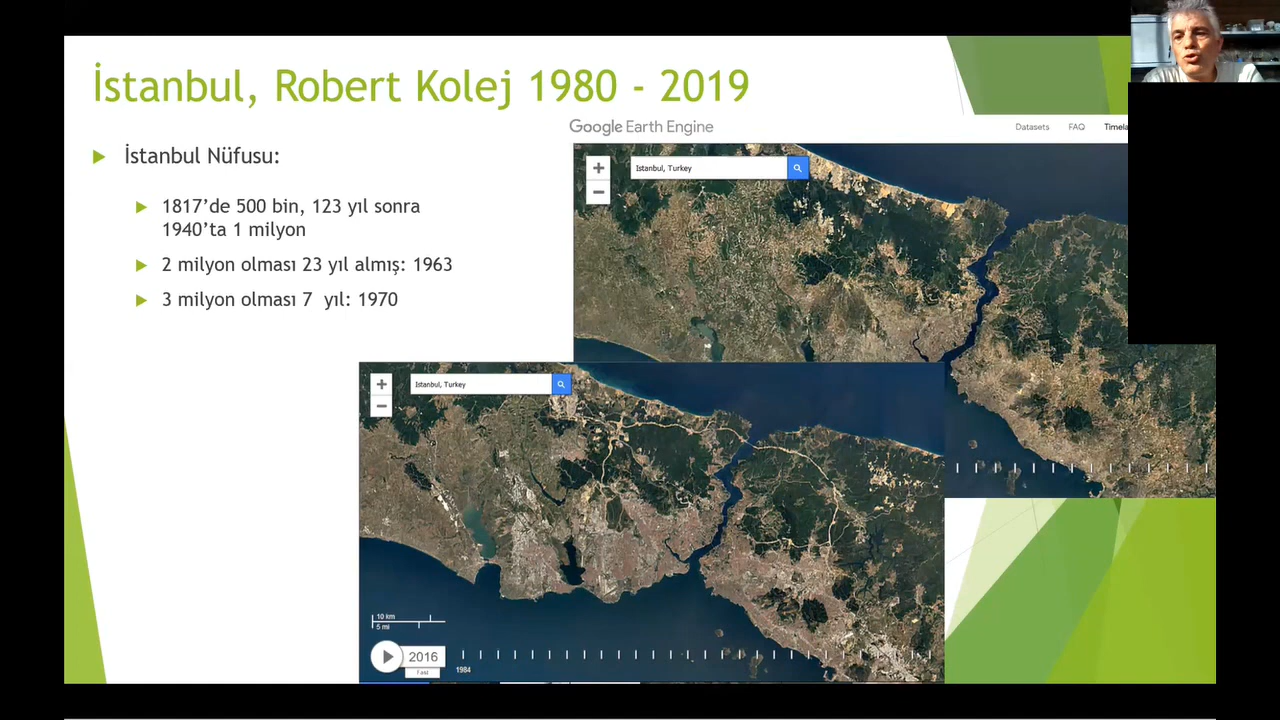 İstanbul, Robert Kolej 1980 - 2019
İstanbul Nüfusu:
1817’de 500 bin, 123 yıl sonra
1940’ta 1 milyon
2 milyon olması 23 yıl almış: 1963
3 milyon olması 7 yıl: 1970
Google Earth Engine
Datasets FAQ Timela
+
−
Istanbul, Turkey
+
−
Istanbul, Turkey
10 km
5 mi
2016
Fast
1984